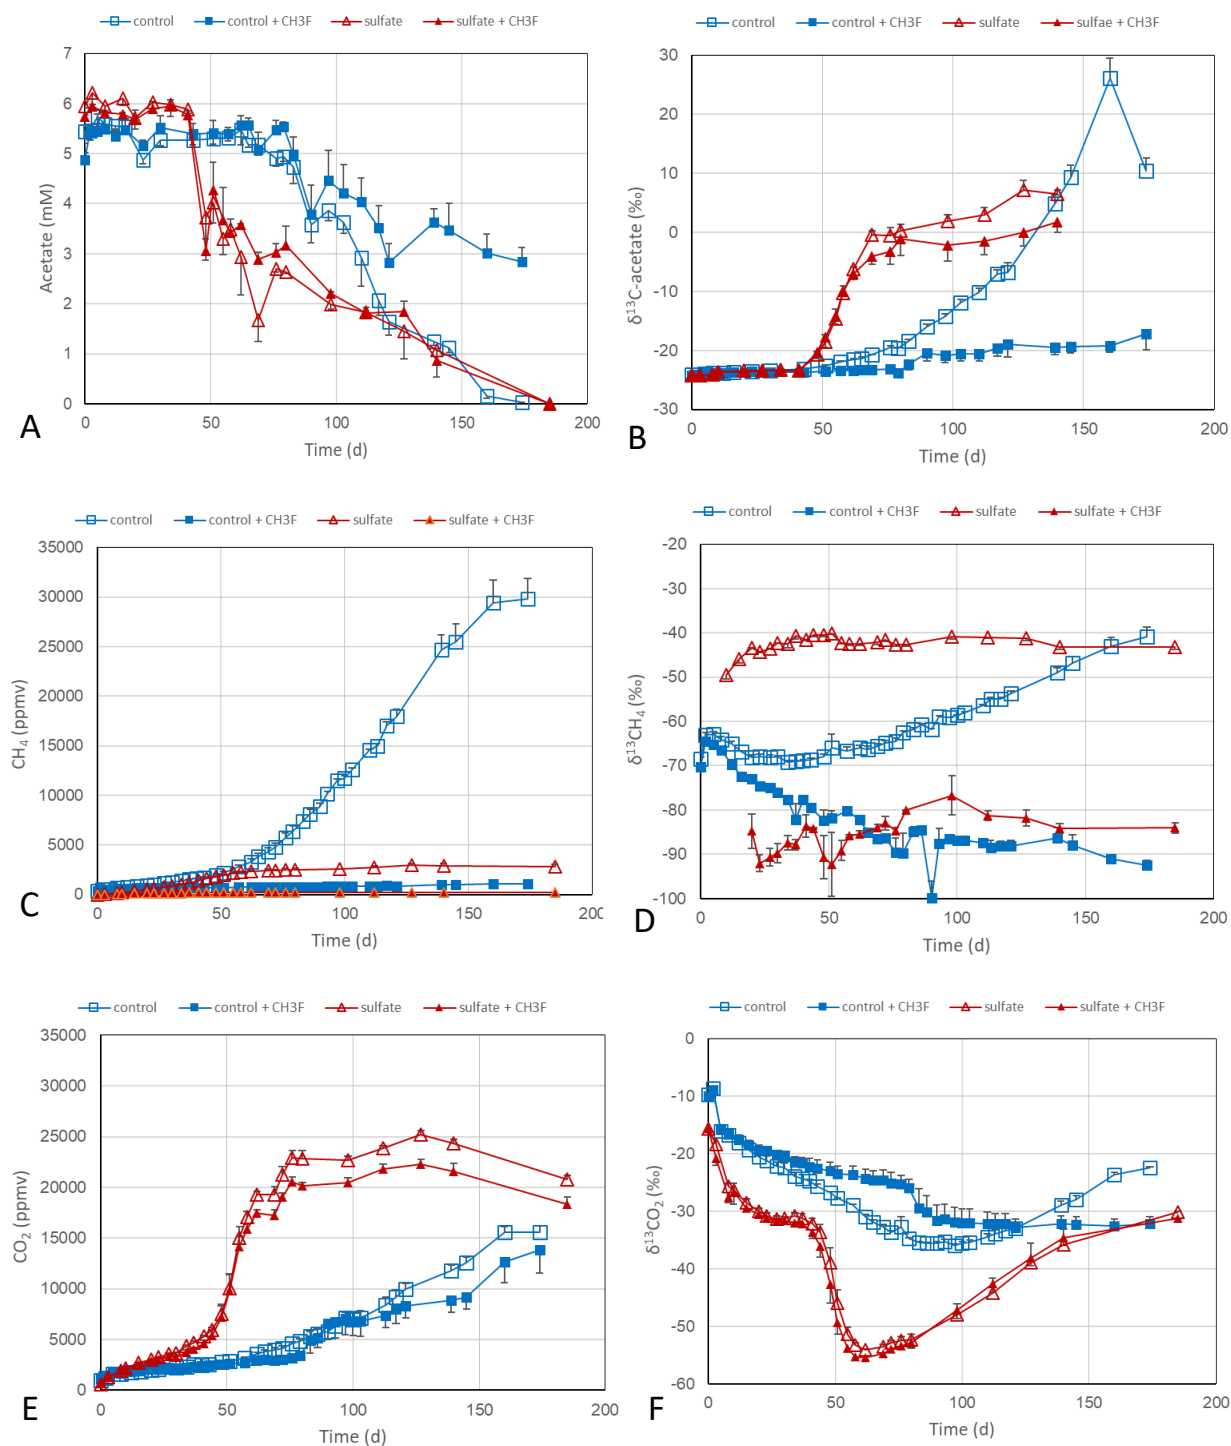 control control + CH3F sulfate sulfate + CH3F
7
6
5
4
3
2
1
0
Acetate (mM)
0 50 100 150 200
Time (d)
A
control control + CH3F sulfate sulfae + CH3F
30
20
10
0
-10
-20
-30
δ¹³C-acetate (‰)
0 50 100 150 200
Time (d)
B
control control + CH3F sulfate sulfate + CH3F
35000
30000
25000
20000
15000
10000
5000
0
CH₄ (ppmv)
0 50 100 150 200
Time (d)
C
control control + CH3F sulfate sulfate + CH3F
-20
-30
-40
-50
-60
-70
-80
-90
-100
δ¹³CH₄ (‰)
0 50 100 150 200
Time (d)
D
control control + CH3F sulfate sulfate + CH3F
35000
30000
25000
20000
15000
10000
5000
0
CO₂ (ppmv)
0 50 100 150 200
Time (d)
E
control control + CH3F sulfate sulfate + CH3F
0
-10
-20
-30
-40
-50
-60
δ¹³CO₂ (‰)
0 50 100 150 200
Time (d)
F